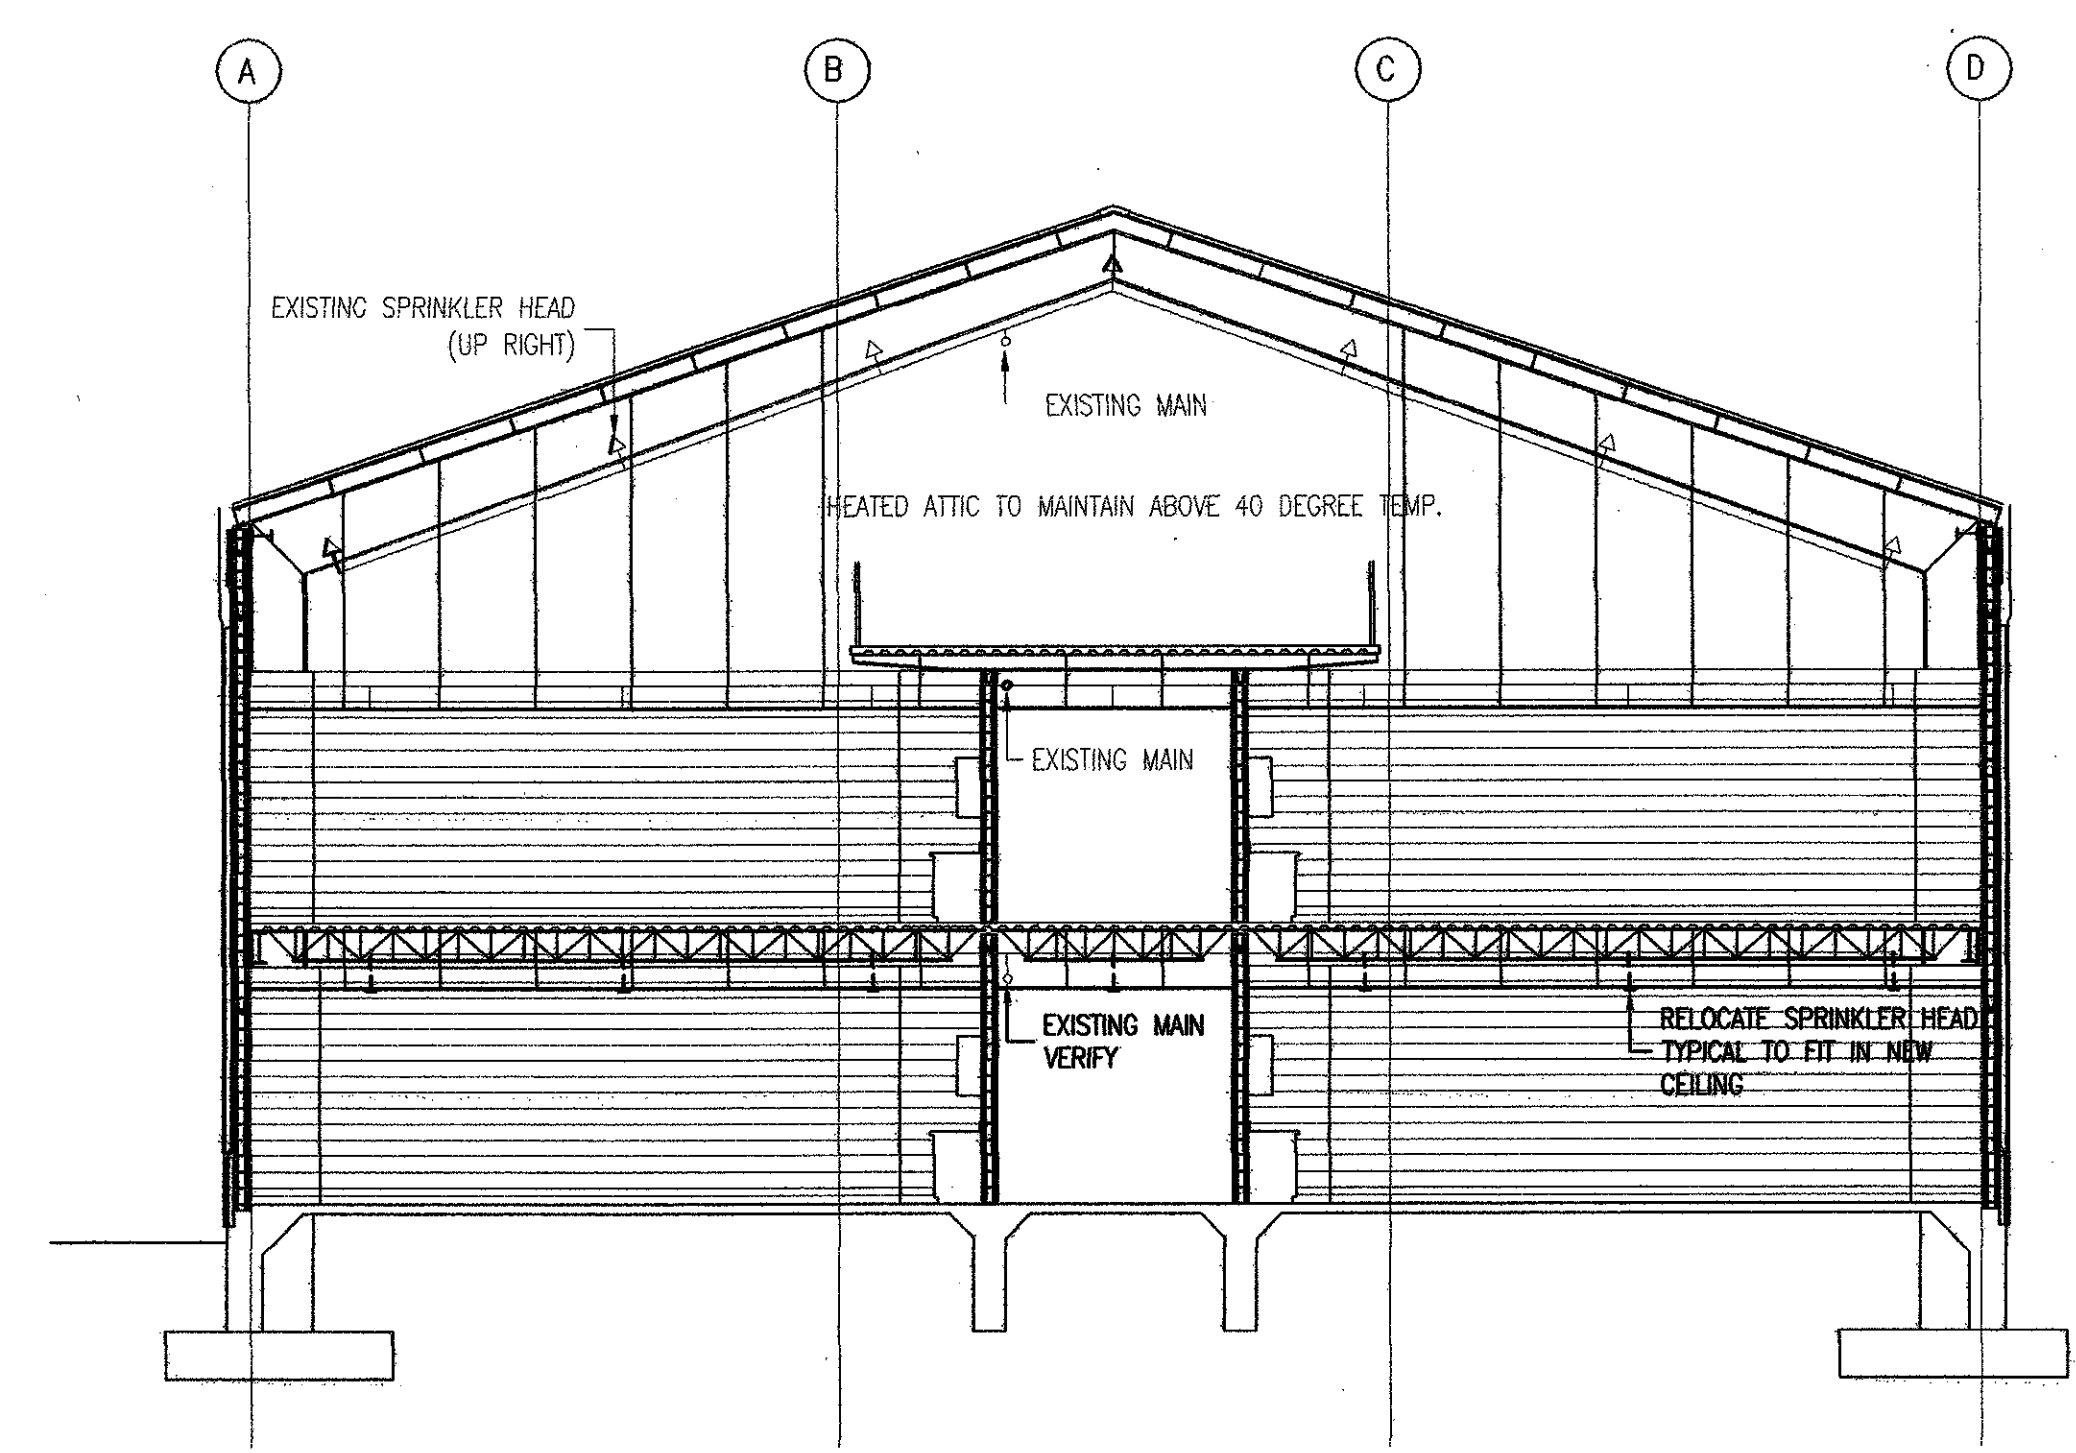 A
B
C
D
EXISTING SPRINKLER HEAD
(UP RIGHT)
EXISTING MAIN
HEATED ATTIC TO MAINTAIN ABOVE 40 DEGREE TEMP.
EXISTING MAIN
EXISTING MAIN
VERIFY
RELOCATE SPRINKLER HEAD
TYPICAL TO FIT IN NEW
CEILING